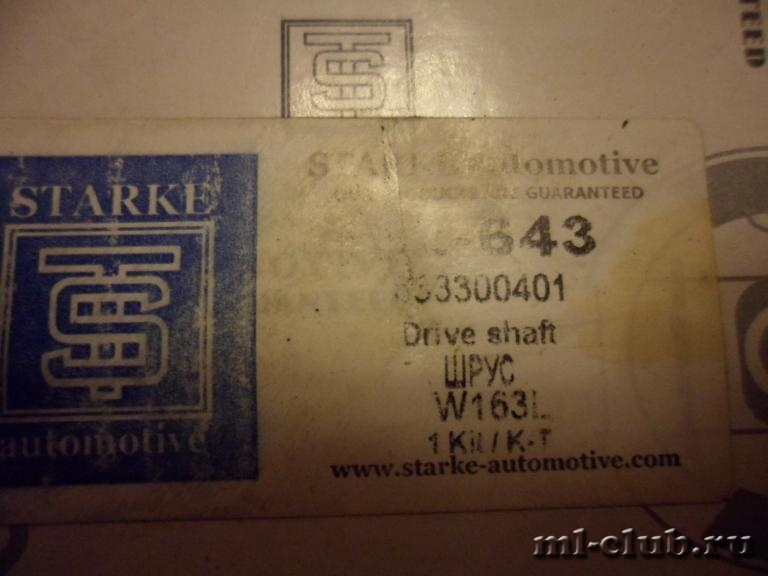 STARKE
automotive
STARKE automotive
GUARANTEED
-643
33300401
Drive shaft
ШРУС
W163L
1 Kit / К-Т
www.starke-automotive.com
ml-club.ru